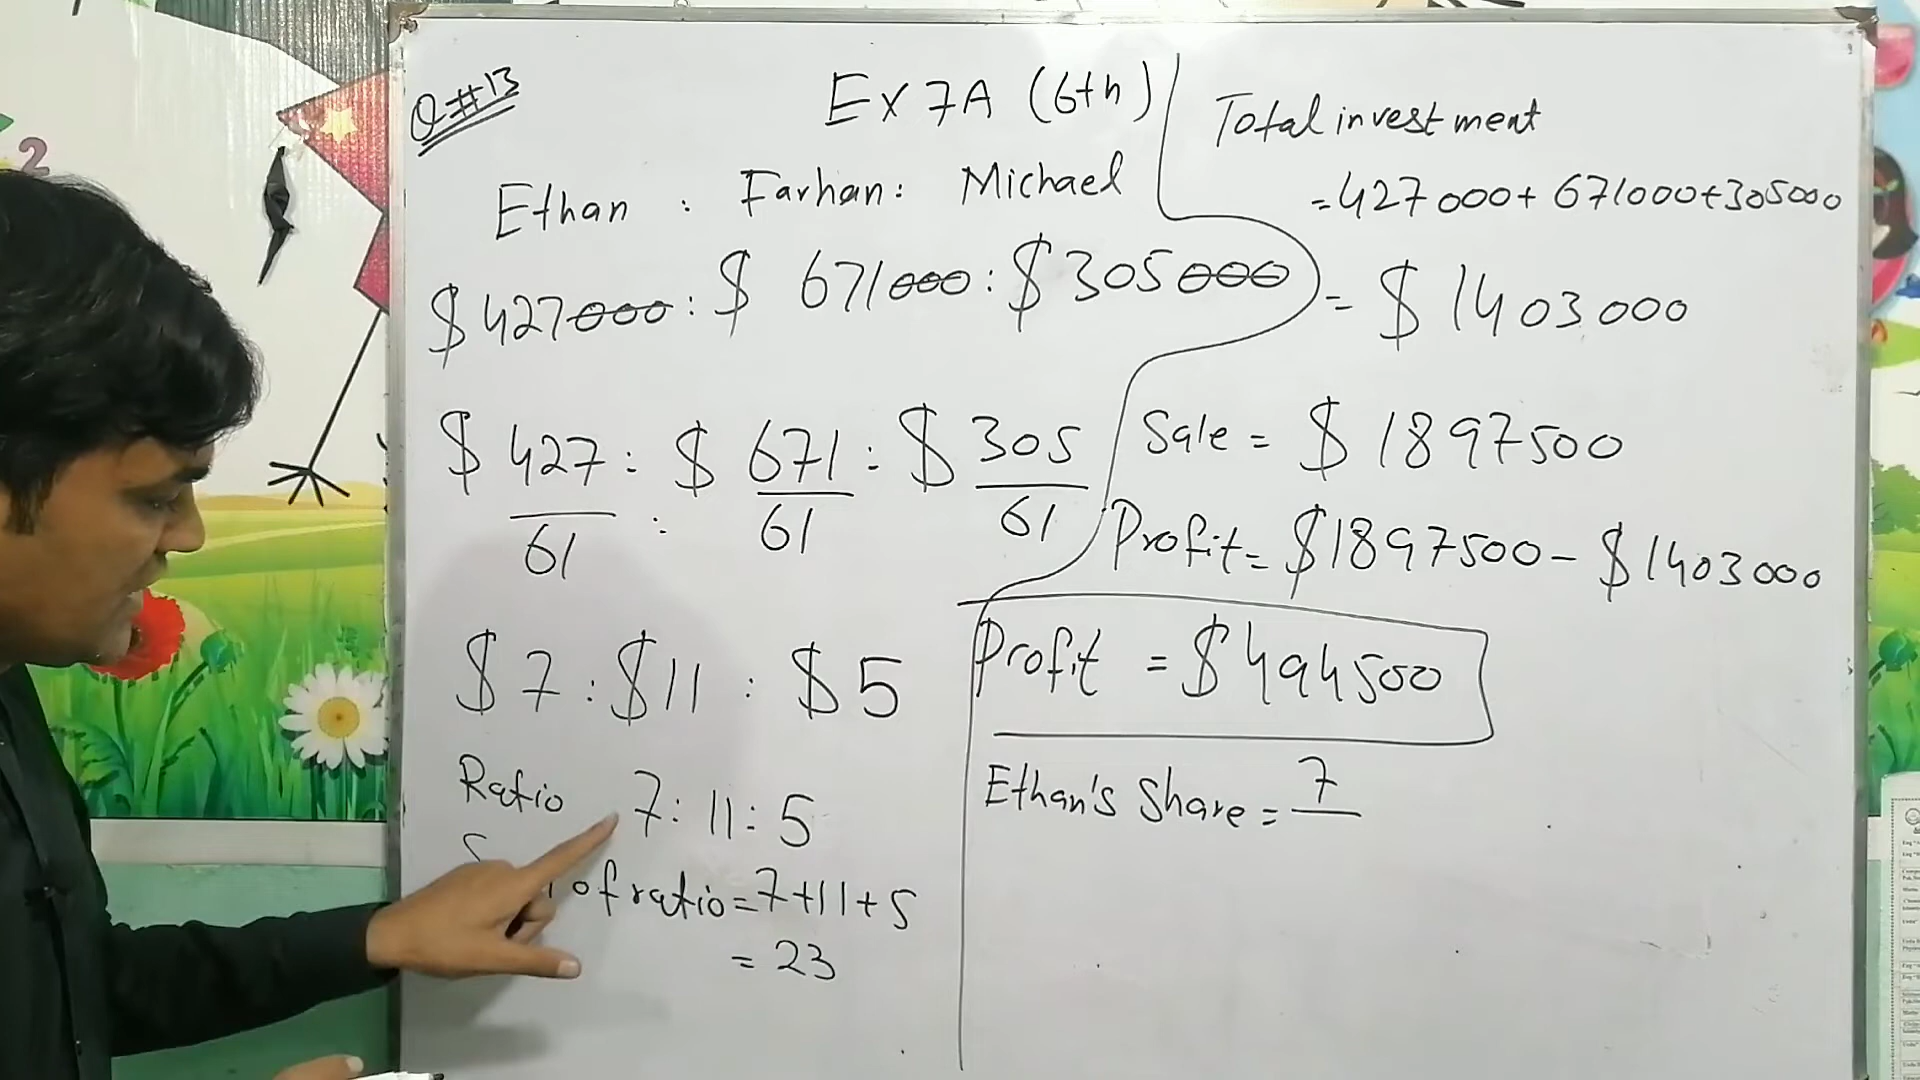 Q#13
Ex 7A (6th)
Ethan : Farhan : Michael
$ 427000 : $ 671000 : $ 305000
$ 427/61 : $ 671/61 : $ 305/61
$ 7 : $ 11 : $ 5
Ratio 7 : 11 : 5
of ratio = 7+11+5
= 23
Total investment
= 427000 + 671000 + 305000
= $ 1403000
Sale = $ 1897500
Profit = $1897500 - $1403000
Profit = $494500
Ethan's Share = 7
2